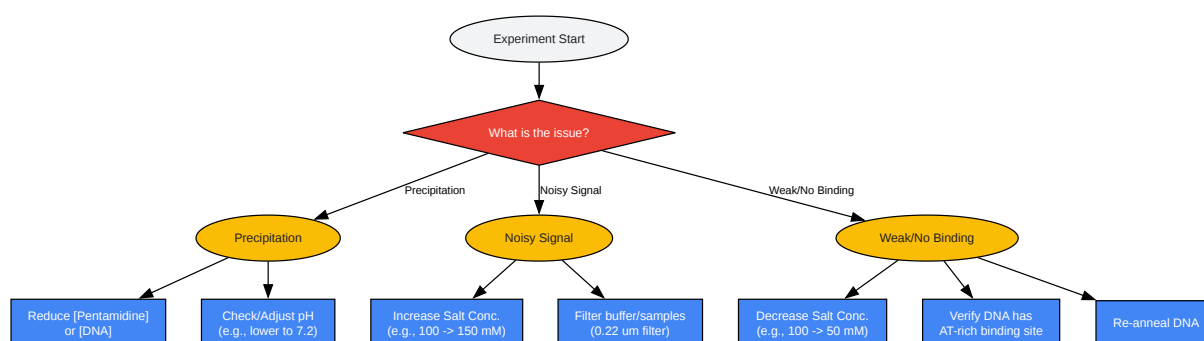 Experiment Start
What is the issue?
Precipitation
Noisy Signal
Weak/No Binding
Precipitation
Noisy Signal
Weak/No Binding
Reduce [Pentamidine]
or [DNA]
Check/Adjust pH
(e.g., lower to 7.2)
Increase Salt Conc.
(e.g., 100 -> 150 mM)
Filter buffer/samples
(0.22 um filter)
Decrease Salt Conc.
(e.g., 100 -> 50 mM)
Verify DNA has
AT-rich binding site
Re-anneal DNA